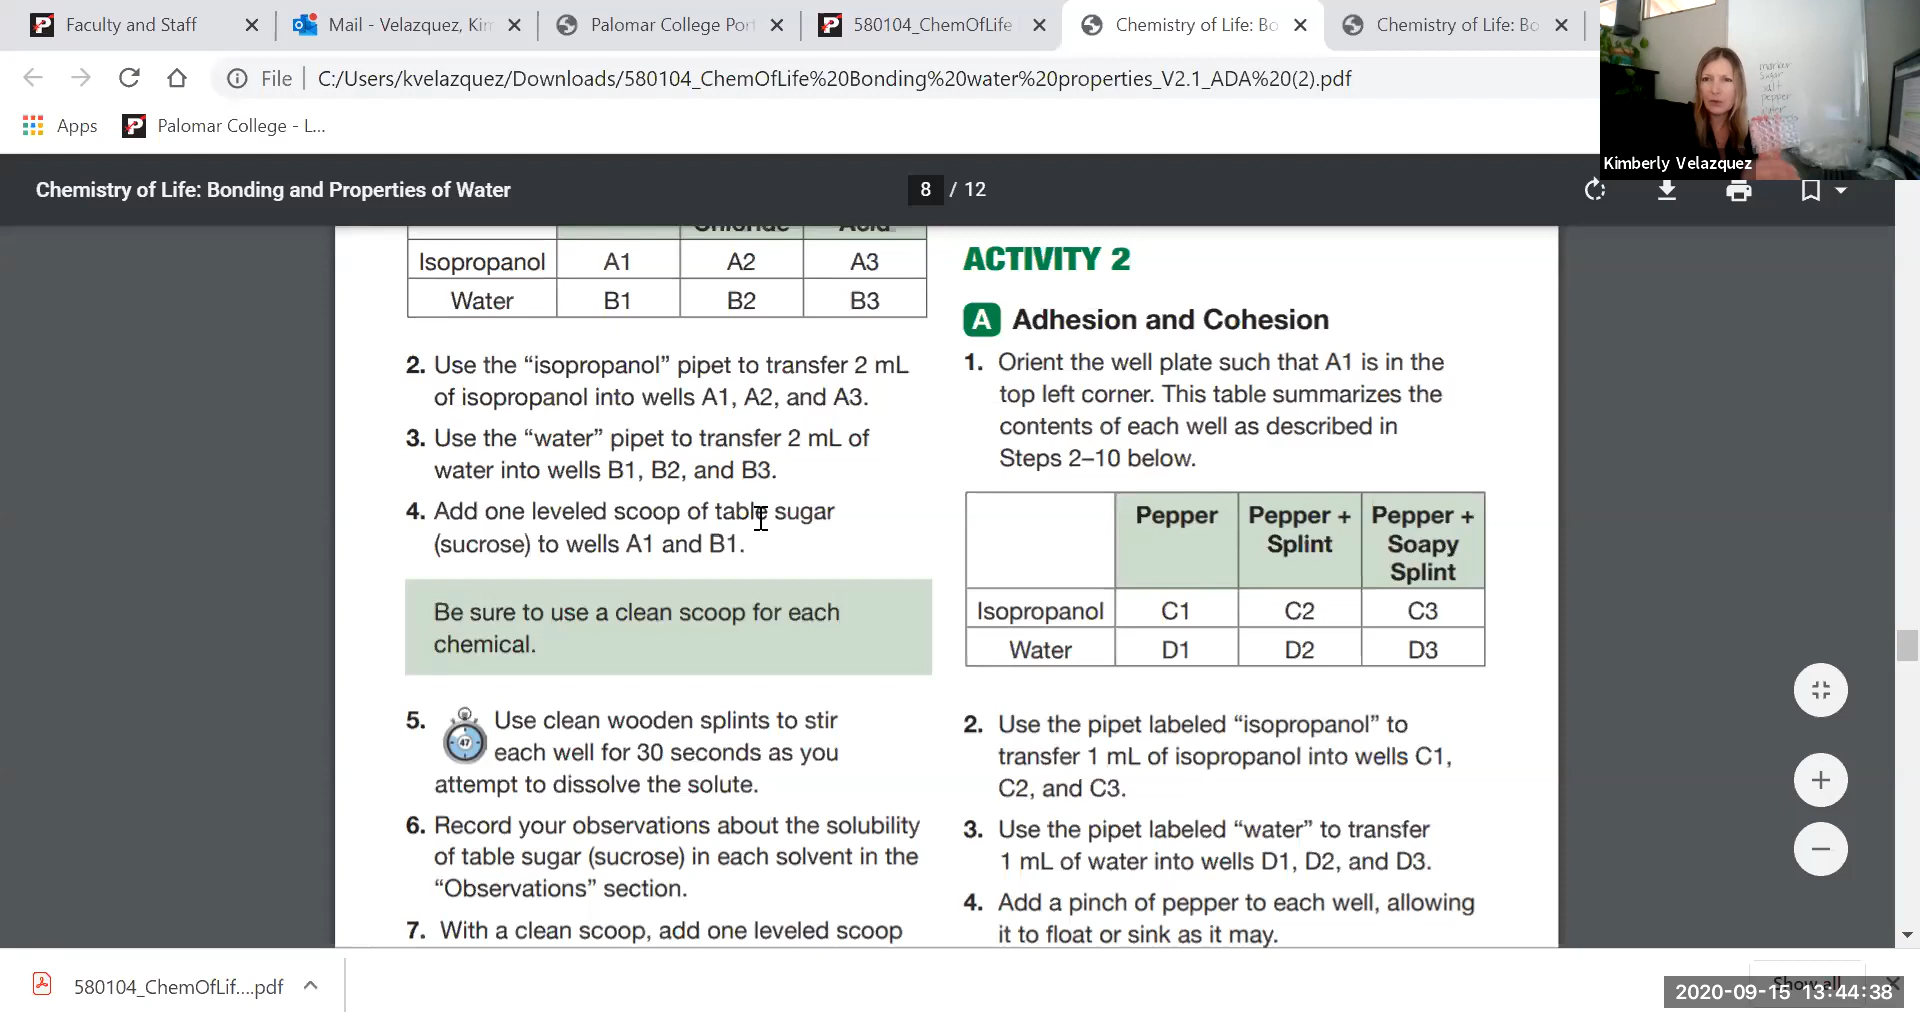 Faculty and Staff
Mail - Velazquez, Kim
Palomar College Port
580104_ChemOfLife
Chemistry of Life: Bo
Chemistry of Life: Bo
File
C:/Users/kvelazquez/Downloads/580104_ChemOfLife%20Bonding%20water%20properties_V2.1_ADA%20(2).pdf
Apps
Palomar College - L...
marker
Sugar
salt
pepper
water
Kimberly Velazquez
Chemistry of Life: Bonding and Properties of Water
8 / 12
Chloride Acid
Isopropanol A1 A2 A3
Water B1 B2 B3
2. Use the “isopropanol” pipet to transfer 2 mL
of isopropanol into wells A1, A2, and A3.
3. Use the “water” pipet to transfer 2 mL of
water into wells B1, B2, and B3.
4. Add one leveled scoop of table sugar
(sucrose) to wells A1 and B1.
Be sure to use a clean scoop for each
chemical.
47
5. Use clean wooden splints to stir
each well for 30 seconds as you
attempt to dissolve the solute.
6. Record your observations about the solubility
of table sugar (sucrose) in each solvent in the
“Observations” section.
7. With a clean scoop, add one leveled scoop
ACTIVITY 2
A Adhesion and Cohesion
1. Orient the well plate such that A1 is in the
top left corner. This table summarizes the
contents of each well as described in
Steps 2–10 below.
Pepper Pepper + Splint Pepper + Soapy Splint
Isopropanol C1 C2 C3
Water D1 D2 D3
2. Use the pipet labeled “isopropanol” to
transfer 1 mL of isopropanol into wells C1,
C2, and C3.
3. Use the pipet labeled “water” to transfer
1 mL of water into wells D1, D2, and D3.
4. Add a pinch of pepper to each well, allowing
it to float or sink as it may.
580104_ChemOfLif....pdf
Show all
2020-09-15 13:44:38